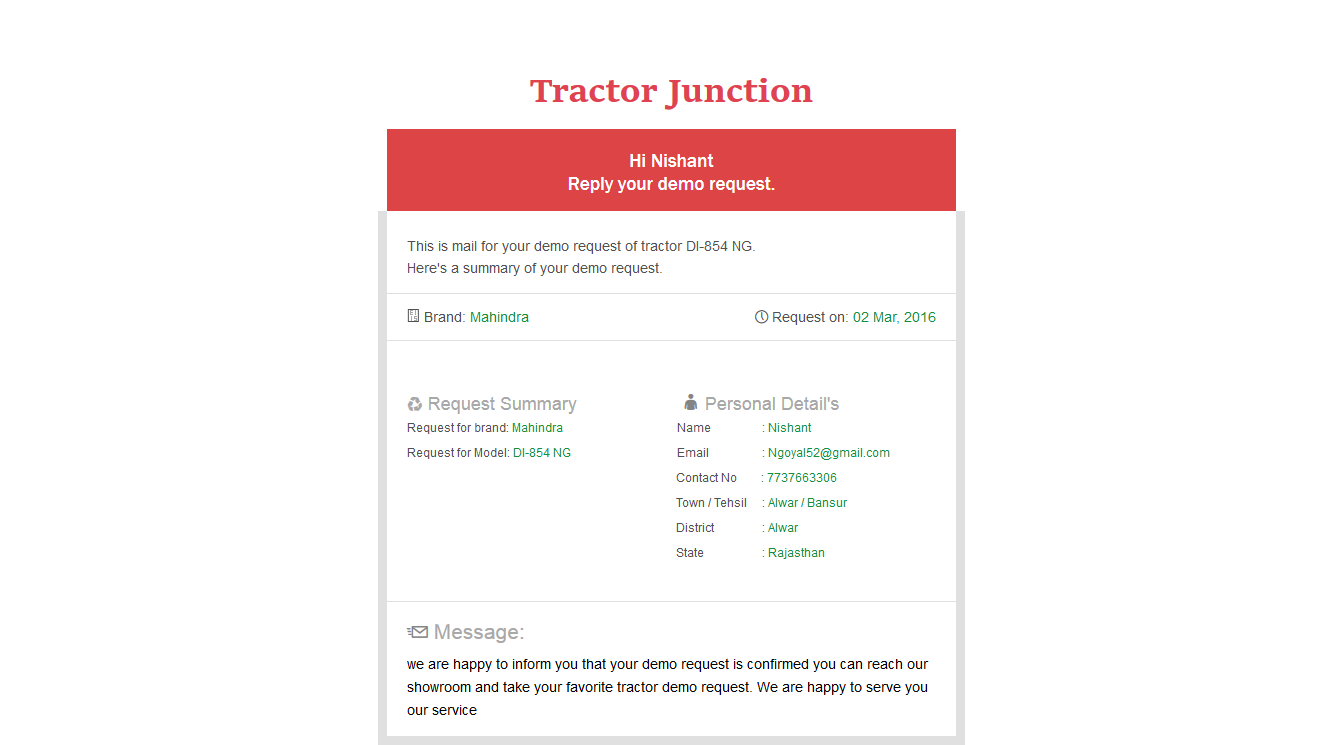 Tractor Junction
Hi Nishant
Reply your demo request.
This is mail for your demo request of tractor DI-854 NG.
Here's a summary of your demo request.
Brand: Mahindra
Request on: 02 Mar, 2016
Request Summary
Request for brand: Mahindra
Request for Model: DI-854 NG
Personal Detail's
Name : Nishant
Email : Ngoyal52@gmail.com
Contact No : 7737663306
Town / Tehsil : Alwar / Bansur
District : Alwar
State : Rajasthan
Message:
we are happy to inform you that your demo request is confirmed you can reach our
showroom and take your favorite tractor demo request. We are happy to serve you
our service